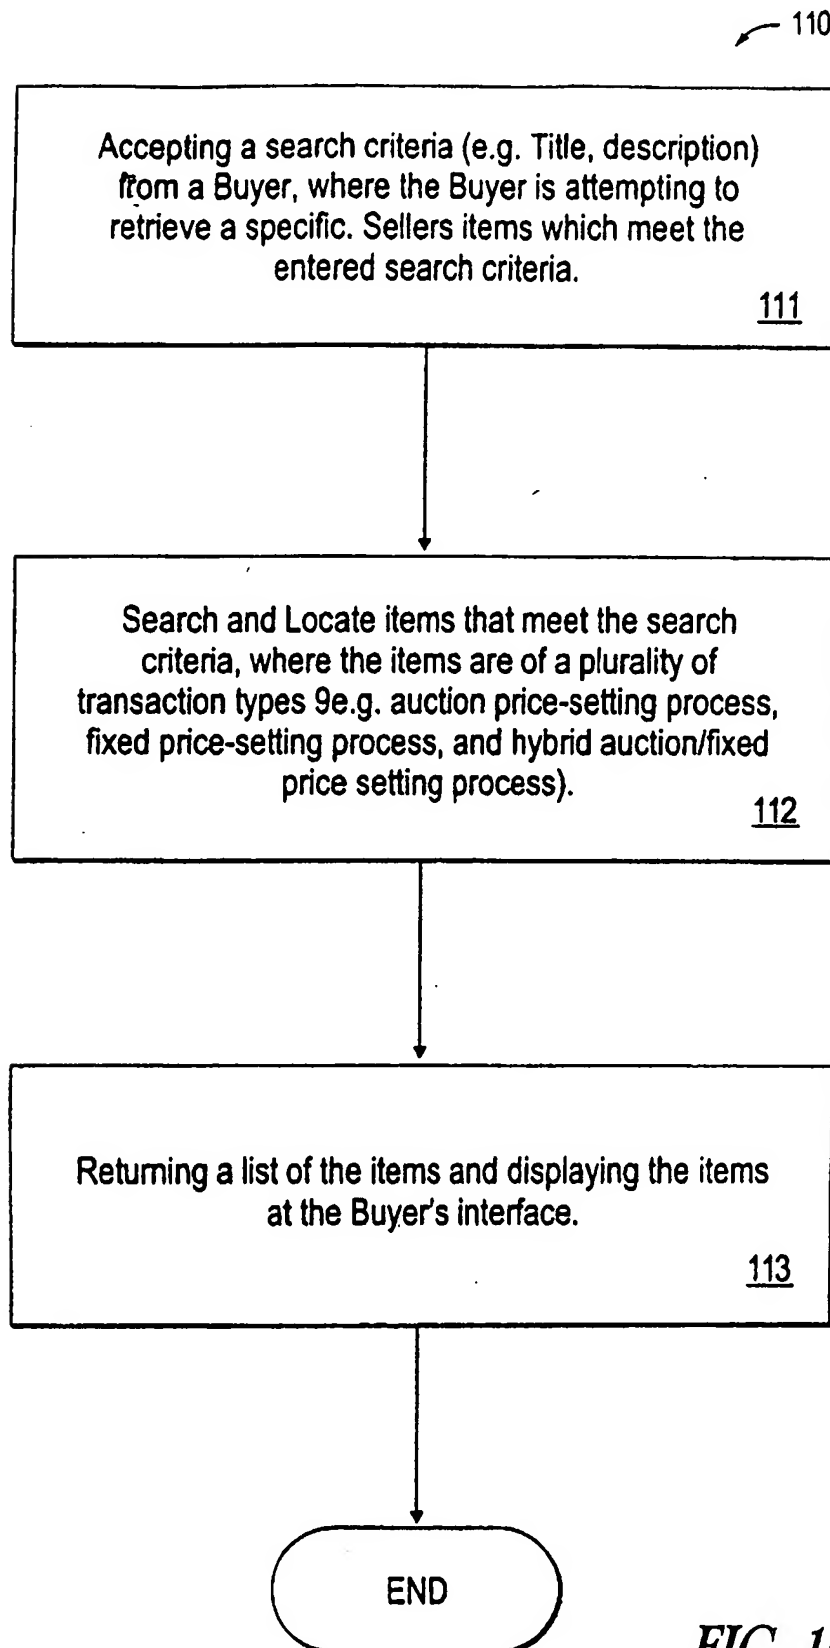 110
Accepting a search criteria (e.g. Title, description)
from a Buyer, where the Buyer is attempting to
retrieve a specific. Sellers items which meet the
entered search criteria.
111
Search and Locate items that meet the search
criteria, where the items are of a plurality of
transaction types 9e.g. auction price-setting process,
fixed price-setting process, and hybrid auction/fixed
price setting process).
112
Returning a list of the items and displaying the items
at the Buyer's interface.
113
END
FIG.